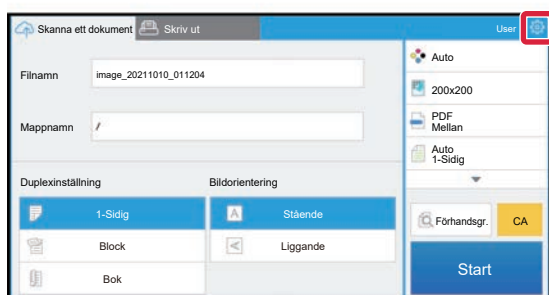 Skanna ett dokument
Skriv ut
User
Filnamn
image_20211010_011204
Mappnamn
/
Duplexinställning
1-Sidig
Block
Bok
Bildorientering
A
Stående
A
Liggande
Auto
200x200
PDF
Mellan
Auto
1-Sidig
Förhandsgr.
CA
Start